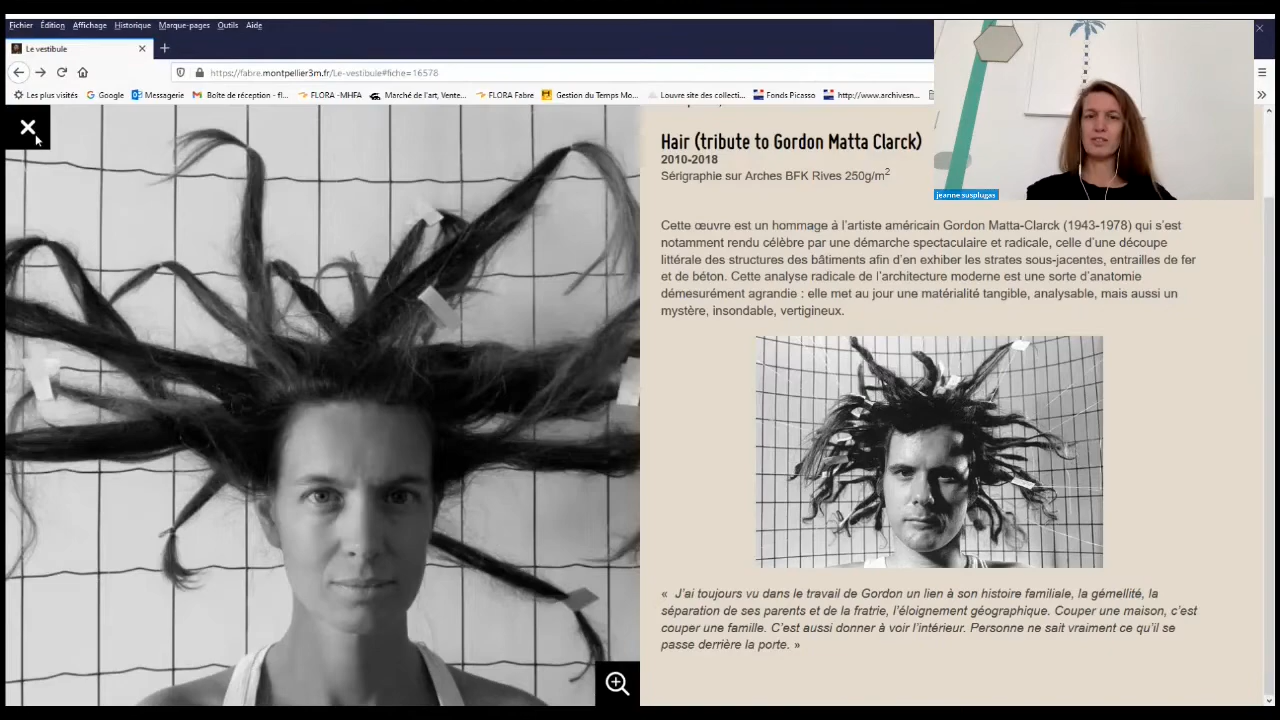 Fichier Édition Affichage Historique Marque-pages Outils Aide
Le vestibule
https://fabre.montpellier3m.fr/Le-vestibule#fiche=16578
Les plus visités Google Messagerie Boîte de réception - fl... FLORA -MHFA Marché de l'art, Vente... FLORA Fabre Gestion du Temps Mo... Louvre site des collecti... Fonds Picasso http://www.archivesn...
jeanne susplugas
Hair (tribute to Gordon Matta Clarck)
2010-2018
Sérigraphie sur Arches BFK Rives 250g/m2
Cette œuvre est un hommage à l'artiste américain Gordon Matta-Clarck (1943-1978) qui s'est
notamment rendu célèbre par une démarche spectaculaire et radicale, celle d'une découpe
littérale des structures des bâtiments afin d'en exhiber les strates sous-jacentes, entrailles de fer
et de béton. Cette analyse radicale de l'architecture moderne est une sorte d'anatomie
démesurément agrandie : elle met au jour une matérialité tangible, analysable, mais aussi un
mystère, insondable, vertigineux.
« J'ai toujours vu dans le travail de Gordon un lien à son histoire familiale, la gémellité, la
séparation de ses parents et de la fratrie, l'éloignement géographique. Couper une maison, c'est
couper une famille. C'est aussi donner à voir l'intérieur. Personne ne sait vraiment ce qu'il se
passe derrière la porte. »